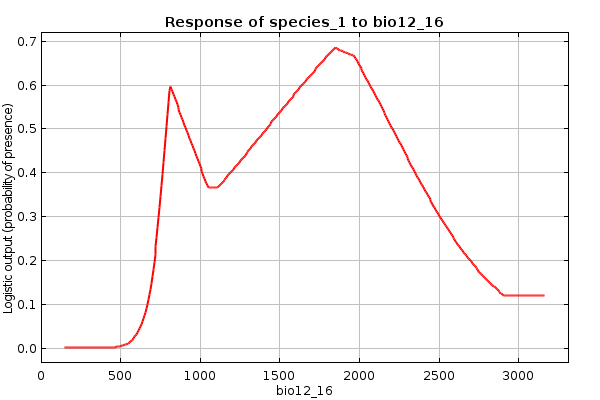 Response of species_1 to bio12_16
Logistic output (probability of presence)
0.7
0.6
0.5
0.4
0.3
0.2
0.1
0.0
0 500 1000 1500 2000 2500 3000
bio12_16